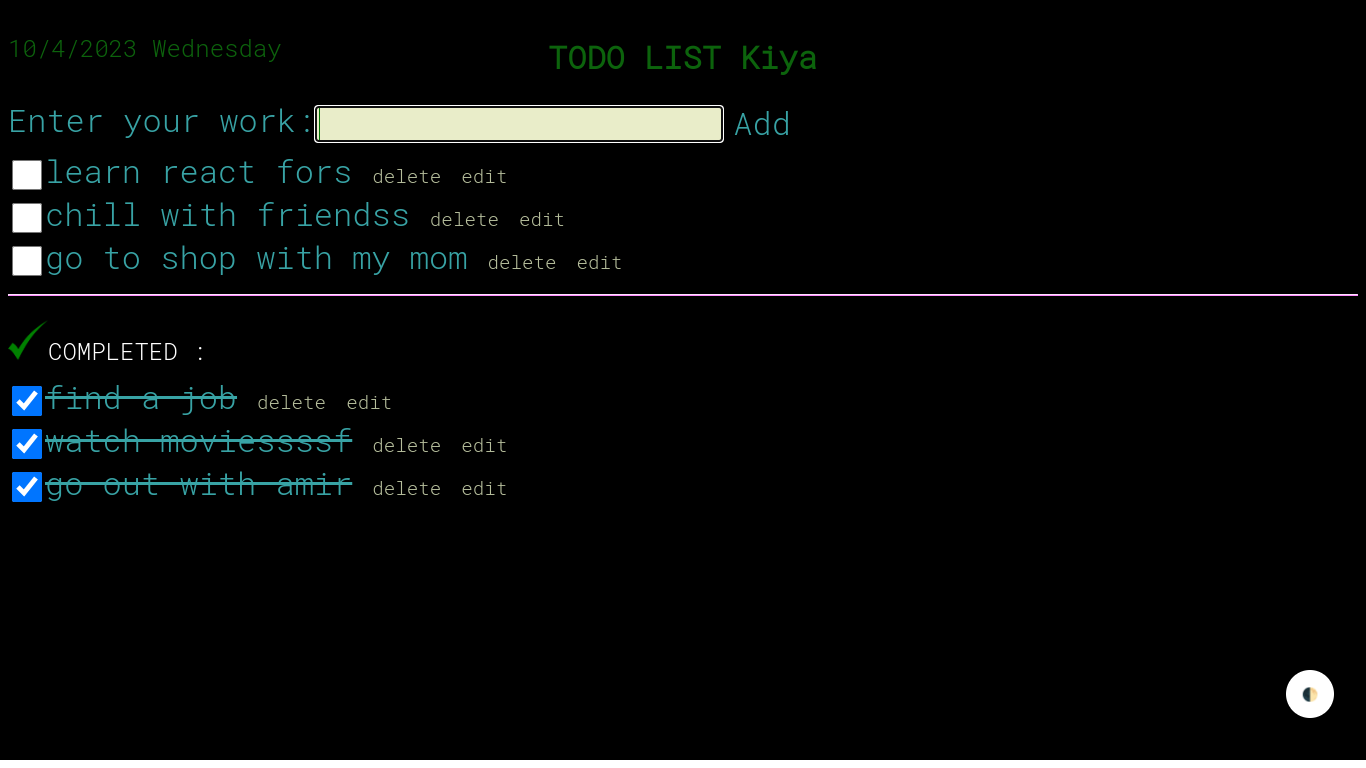 10/4/2023 Wednesday
TODO LIST Kiya
Enter your work: Add
learn react fors delete edit
chill with friendss delete edit
go to shop with my mom delete edit
COMPLETED :
find a job delete edit
watch moviessssf delete edit
go out with amir delete edit